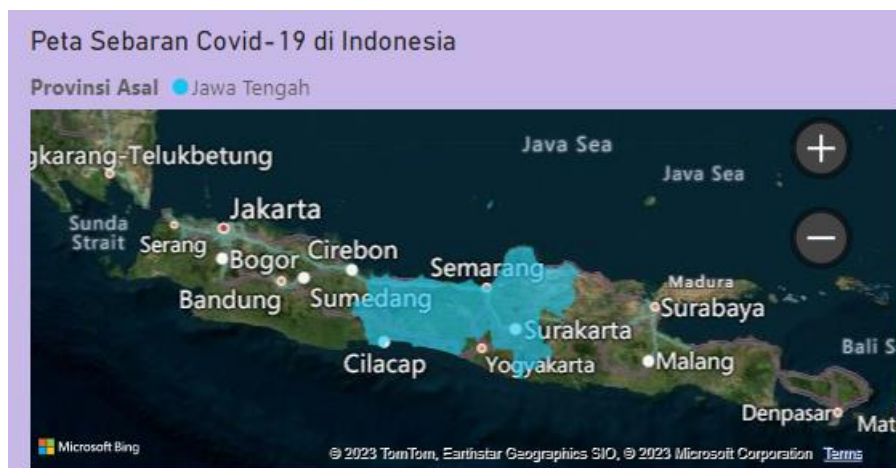 Peta Sebaran Covid-19 di Indonesia
Provinsi Asal Jawa Tengah
gkarang-Telukbetung
Java Sea
Java Sea
Sunda
Strait
Jakarta
Serang
Bogor
Cirebon
Semarang
Madura
Bandung
Sumedang
Surabaya
Surakarta
Bali S
Cilacap
Yogyakarta
Malang
Denpasar
Mat
Microsoft Bing
© 2023 TomTom, Earthstar Geographics SIO, © 2023 Microsoft Corporation Terms